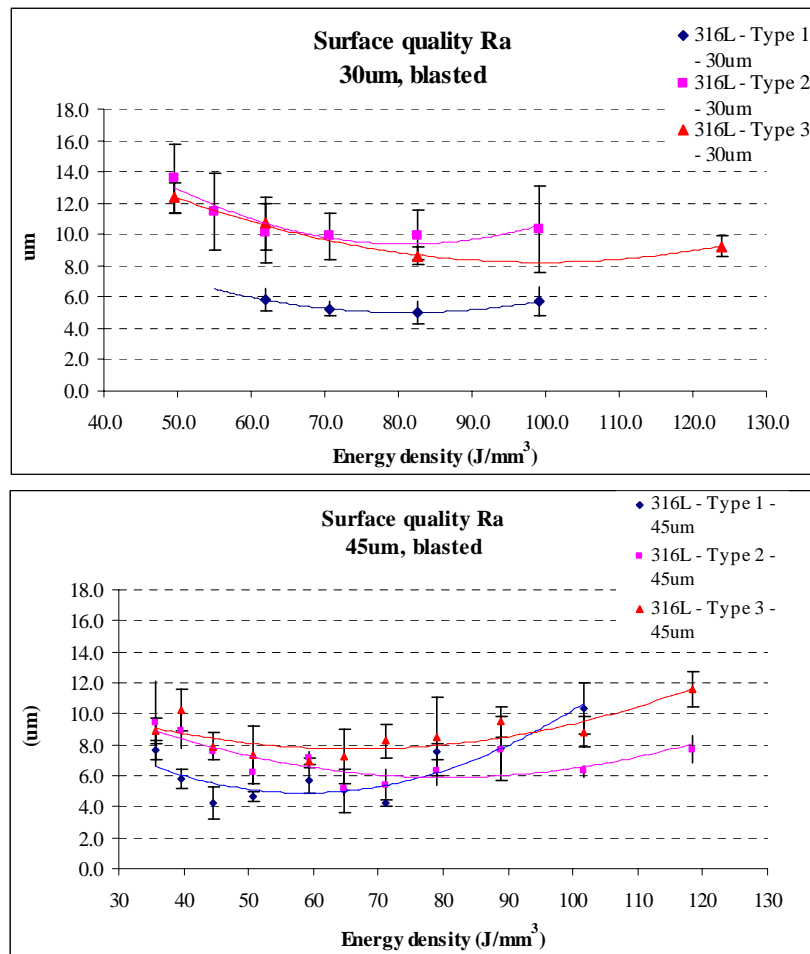 Surface quality Ra
30um, blasted
316L - Type 1
- 30um
316L - Type 2
- 30um
316L - Type 3
- 30um
18.0
16.0
14.0
12.0
10.0
8.0
6.0
4.0
2.0
0.0
um
40.0 50.0 60.0 70.0 80.0 90.0 100.0 110.0 120.0 130.0
Energy density (J/mm³)
Surface quality Ra
45um, blasted
316L - Type 1 -
45um
316L - Type 2 -
45um
316L - Type 3 -
45um
18.0
16.0
14.0
12.0
10.0
8.0
6.0
4.0
2.0
0.0
(um)
30 40 50 60 70 80 90 100 110 120 130
Energy density (J/mm³)